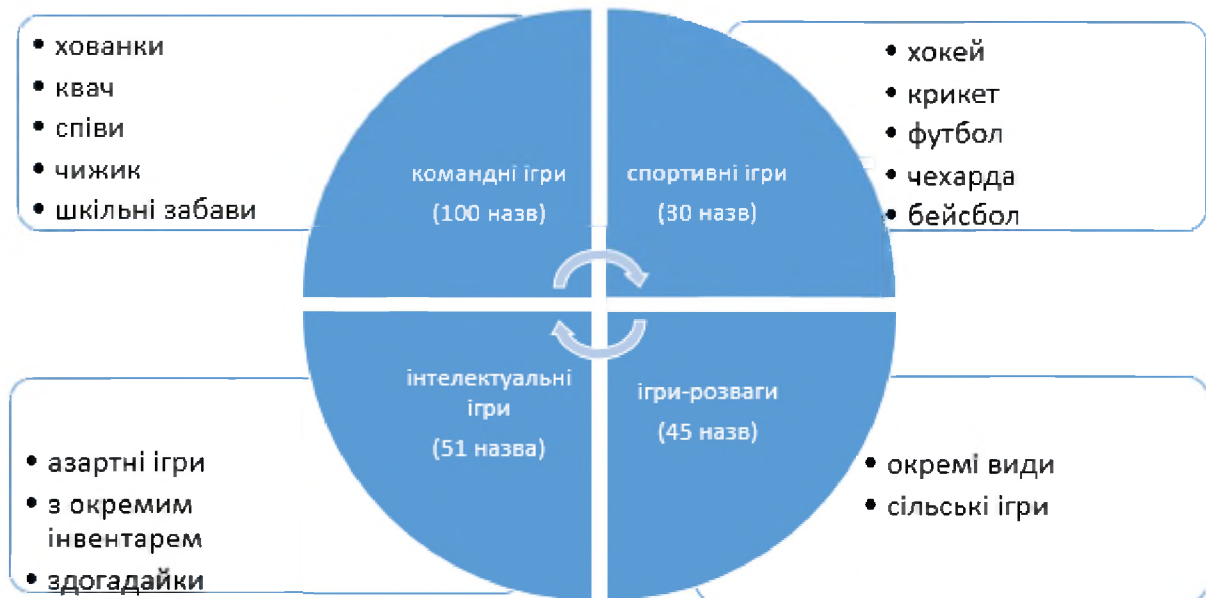 • хованки
• квач
• співи
• чижик
• шкільні забави
командні ігри
(100 назв)
спортивні ігри
(30 назв)
• хокей
• крикет
• футбол
• чехарда
• бейсбол
інтелектуальні
ігри
(51 назва)
ігри-розваги
(45 назв)
• азартні ігри
• з окремим
інвентарем
• здогадайки
• окремі види
• сільські ігри